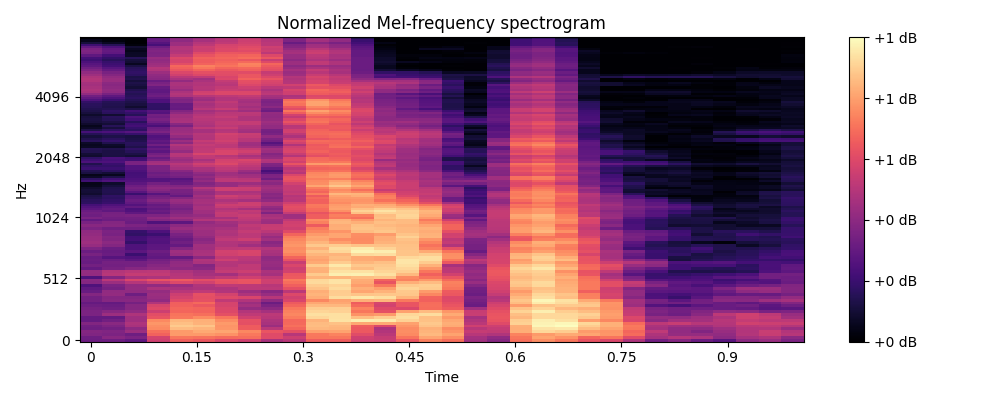 Normalized Mel-frequency spectrogram
+1 dB
4096
+1 dB
2048
+1 dB
Hz
1024
+0 dB
512
+0 dB
0
+0 dB
0 0.15 0.3 0.45 0.6 0.75 0.9
Time